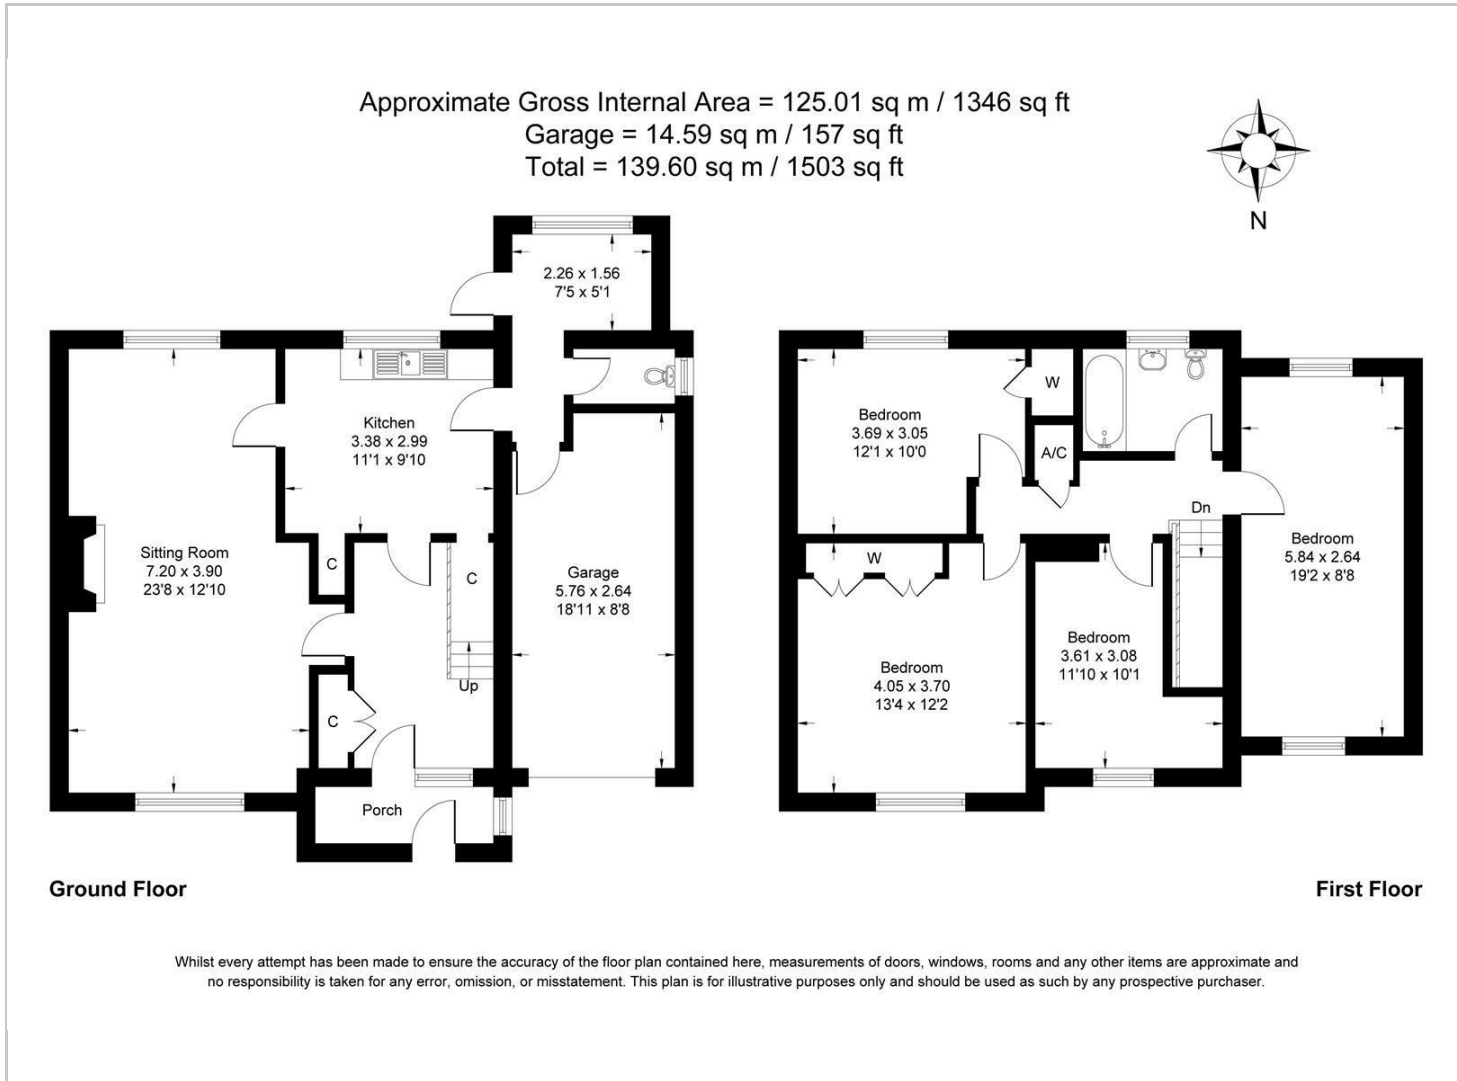 Approximate Gross Internal Area = 125.01 sq m / 1346 sq ft
Garage = 14.59 sq m / 157 sq ft
Total = 139.60 sq m / 1503 sq ft
N
2.26 x 1.56
7'5 x 5'1
Kitchen
3.38 x 2.99
11'1 x 9'10
Sitting Room
7.20 x 3.90
23'8 x 12'10
C
C
Garage
5.76 x 2.64
18'11 x 8'8
Up
C
Porch
Ground Floor
Bedroom
3.69 x 3.05
12'1 x 10'0
W
A/C
Dn
Bedroom
5.84 x 2.64
19'2 x 8'8
W
Bedroom
3.61 x 3.08
11'10 x 10'1
Bedroom
4.05 x 3.70
13'4 x 12'2
First Floor
Whilst every attempt has been made to ensure the accuracy of the floor plan contained here, measurements of doors, windows, rooms and any other items are approximate and
no responsibility is taken for any error, omission, or misstatement. This plan is for illustrative purposes only and should be used as such by any prospective purchaser.